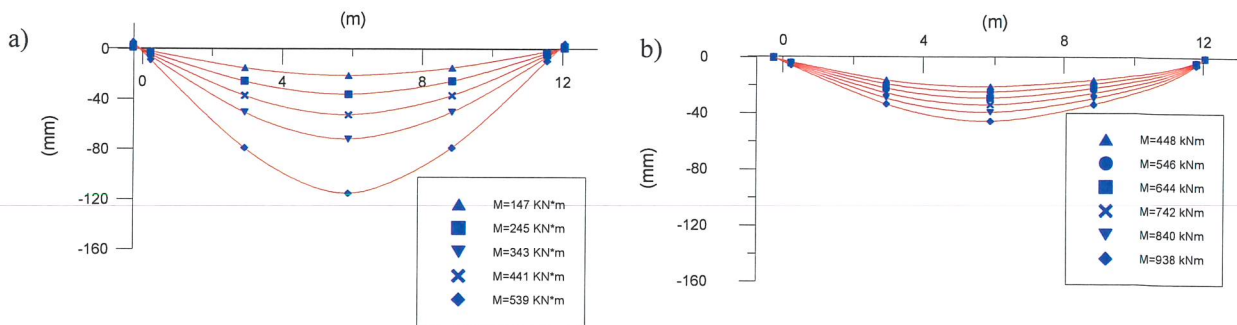 a)
(m)
0
-40
-80
-120
-160
(mm)
0
4
8
12
M=147 KN*m
M=245 KN*m
M=343 KN*m
M=441 KN*m
M=539 KN*m
b)
(m)
0
-40
-80
-120
-160
(mm)
0
4
8
12
M=448 kNm
M=546 kNm
M=644 kNm
M=742 kNm
M=840 kNm
M=938 kNm